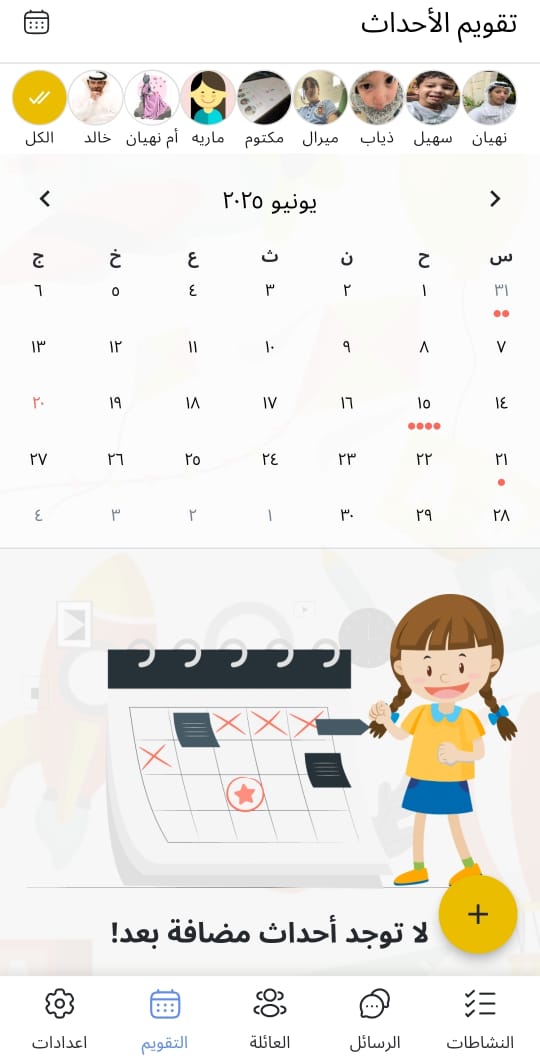 تقويم الأحداث
نهيان سهيل ذياب ميرال مكتوم ماريه أم نهيان خالد الكل
يونيو ٢٠٢٥
س ح ن ث ع خ ج
٣١ ١ ٢ ٣ ٤ ٥ ٦
٧ ٨ ٩ ١٠ ١١ ١٢ ١٣
١٤ ١٥ ١٦ ١٧ ١٨ ١٩ ٢٠
٢١ ٢٢ ٢٣ ٢٤ ٢٥ ٢٦ ٢٧
٢٨ ٢٩ ٣٠ ١ ٢ ٣ ٤
لا توجد أحداث مضافة بعد!
النشاطات الرسائل العائلة التقويم اعدادات